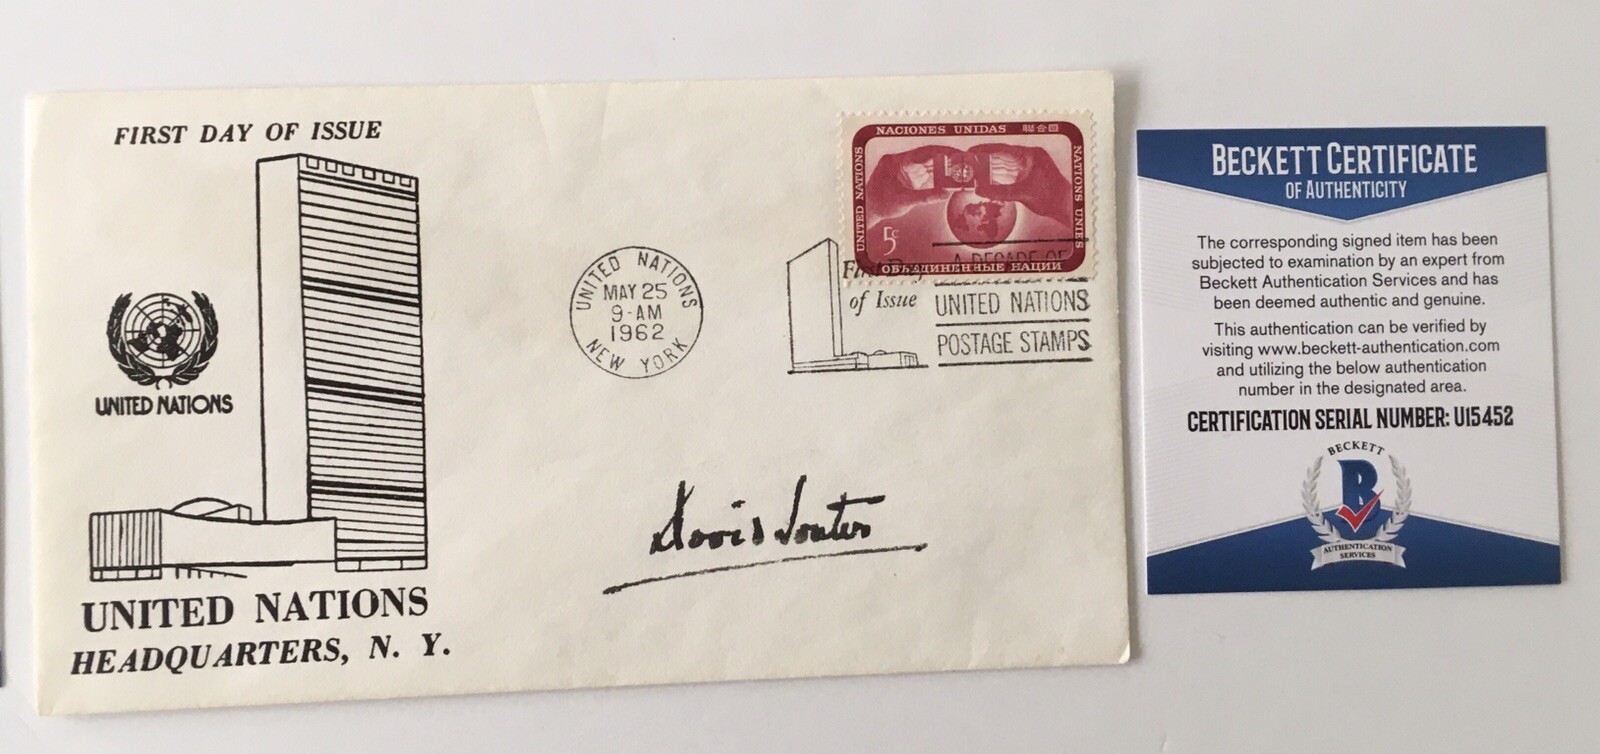 FIRST DAY OF ISSUE
UNITED NATIONS
UNITED NATIONS
HEADQUARTERS, N. Y.
UNITED NATIONS
MAY 25
9-AM
1962
NEW YORK
NACIONES UNIDAS
UNITED NATIONS
NATIONS UNIES
5c
ОБЪЕДИНЕННЫЕ НАЦИИ
First Day
of Issue
A DECADE OF
UNITED NATIONS
POSTAGE STAMPS
BECKETT CERTIFICATE
OF AUTHENTICITY
The corresponding signed item has been
subjected to examination by an expert from
Beckett Authentication Services and has
been deemed authentic and genuine.
This authentication can be verified by
visiting www.beckett-authentication.com
and utilizing the below authentication
number in the designated area.
CERTIFICATION SERIAL NUMBER: U15452
BECKETT
B
AUTHENTICATION
SERVICES